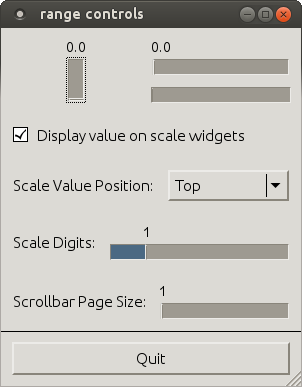 range controls
0.0 0.0
Display value on scale widgets
Scale Value Position: Top
1
Scale Digits:
1
Scrollbar Page Size:
Quit